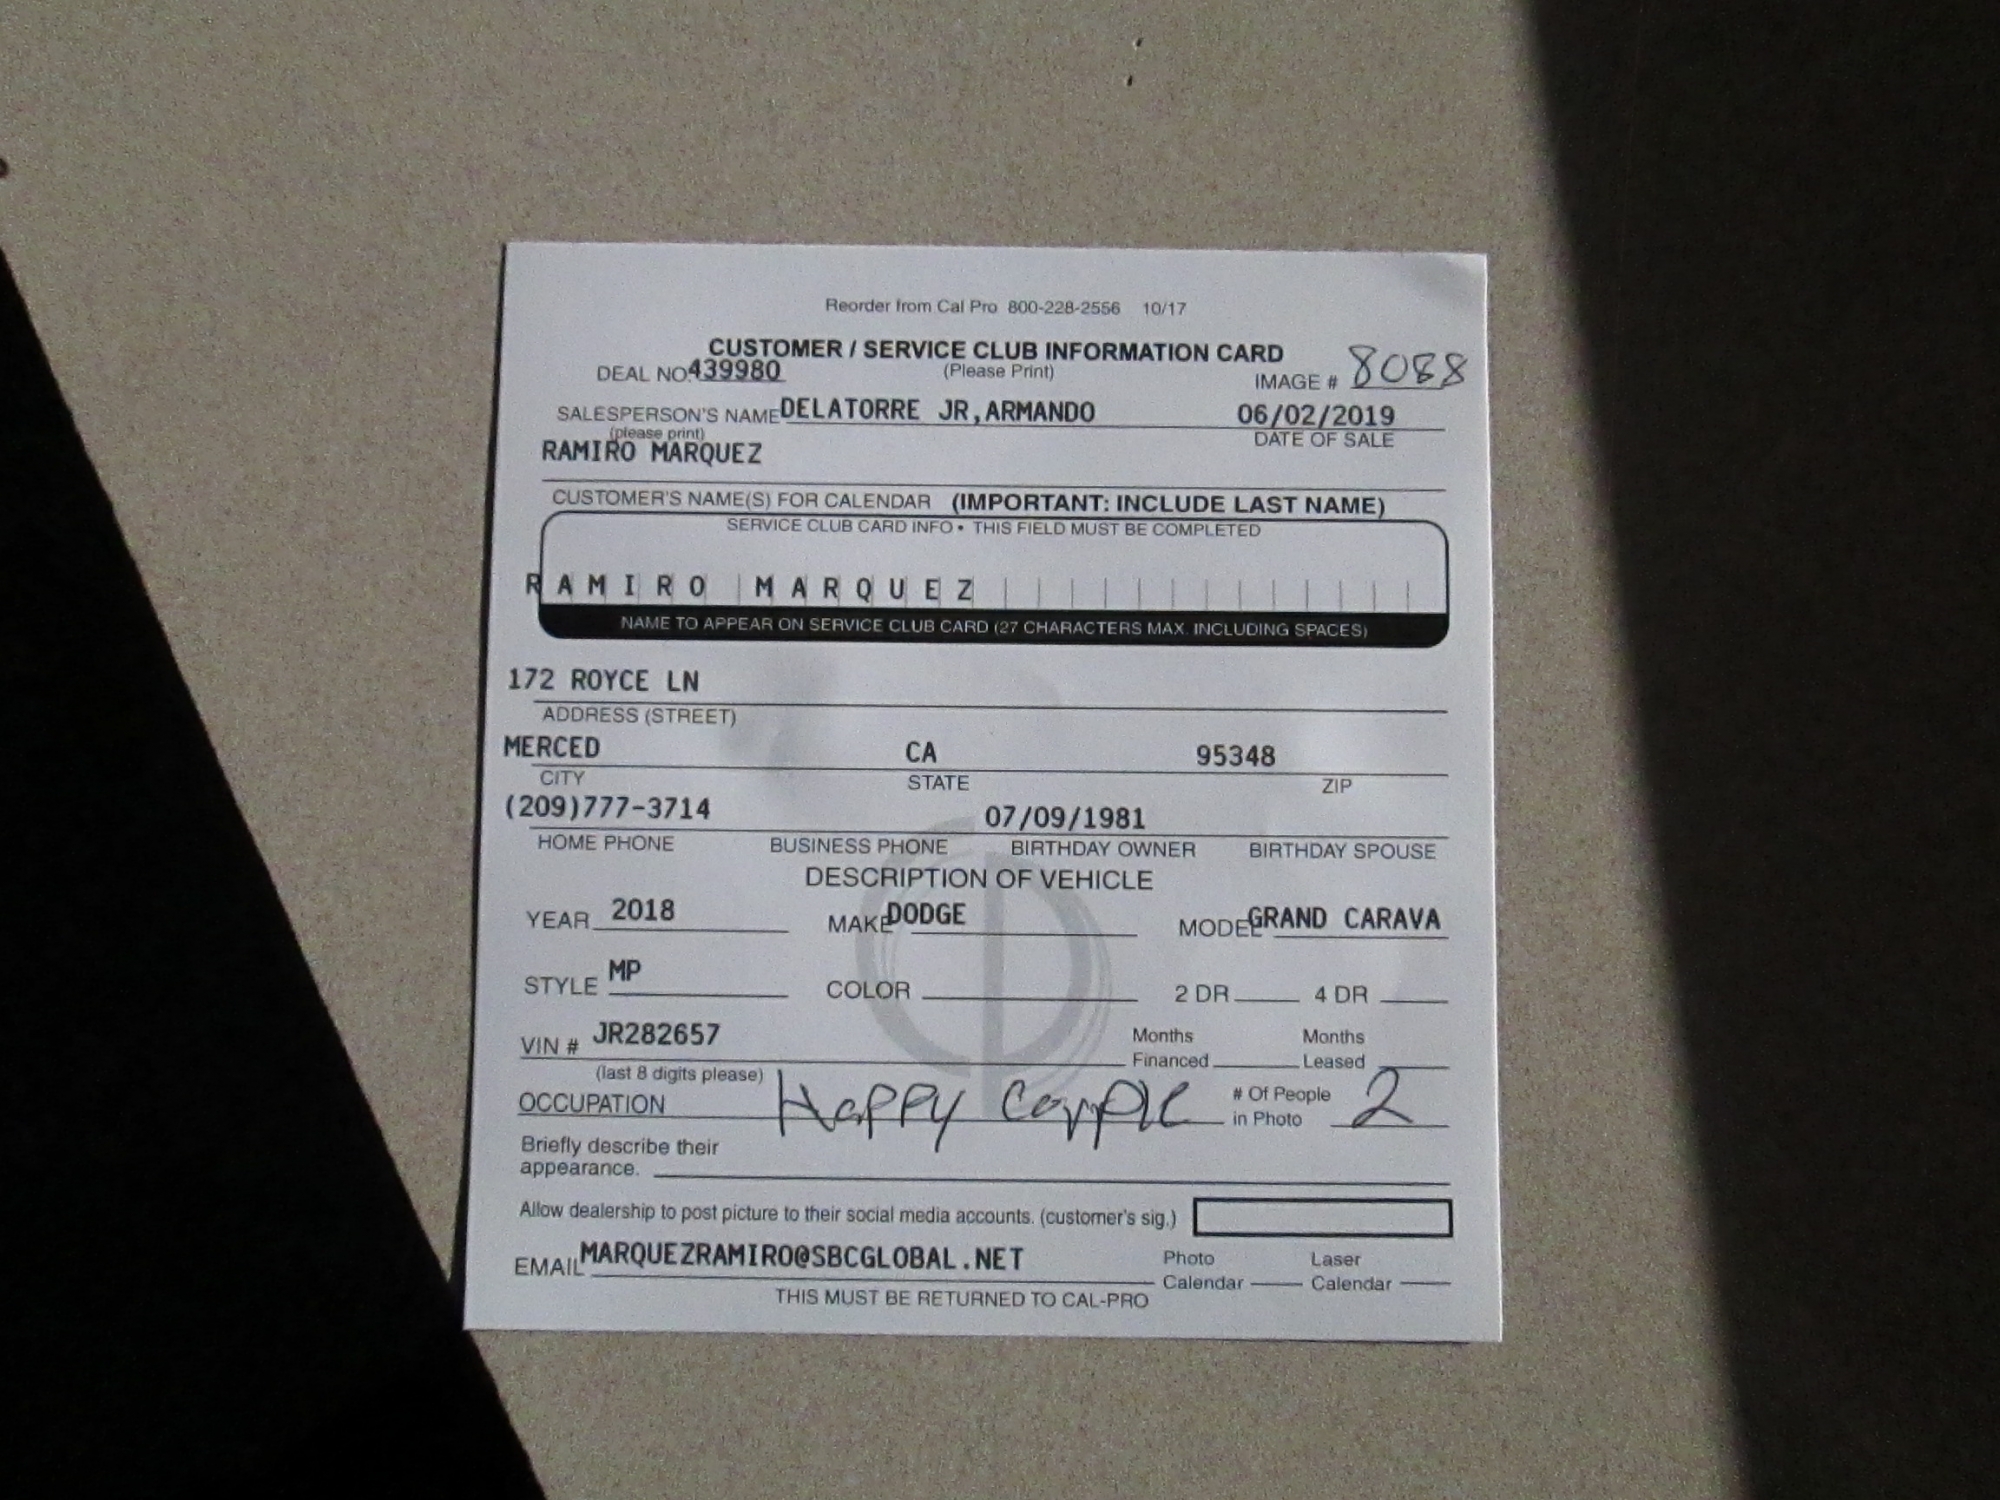 Reorder from Cal Pro 800-228-2556 10/17
CUSTOMER / SERVICE CLUB INFORMATION CARD
DEAL NO. 439980 (Please Print) IMAGE # 8088
SALESPERSON'S NAME DELATORRE JR,ARMANDO 06/02/2019
(please print) DATE OF SALE
RAMIRO MARQUEZ
CUSTOMER'S NAME(S) FOR CALENDAR (IMPORTANT: INCLUDE LAST NAME)
SERVICE CLUB CARD INFO • THIS FIELD MUST BE COMPLETED
RAMIRO MARQUEZ
NAME TO APPEAR ON SERVICE CLUB CARD (27 CHARACTERS MAX. INCLUDING SPACES)
172 ROYCE LN
ADDRESS (STREET)
MERCED CA 95348
CITY STATE ZIP
(209)777-3714 07/09/1981
HOME PHONE BUSINESS PHONE BIRTHDAY OWNER BIRTHDAY SPOUSE
DESCRIPTION OF VEHICLE
YEAR 2018 MAKE DODGE MODEL GRAND CARAVA
STYLE MP COLOR 2 DR 4 DR
VIN # JR282657 Months Financed Months Leased
(last 8 digits please)
OCCUPATION Happy Copple # Of People in Photo 2
Briefly describe their
appearance.
Allow dealership to post picture to their social media accounts. (customer's sig.)
EMAIL MARQUEZRAMIRO@SBCGLOBAL.NET Photo Calendar Laser Calendar
THIS MUST BE RETURNED TO CAL-PRO